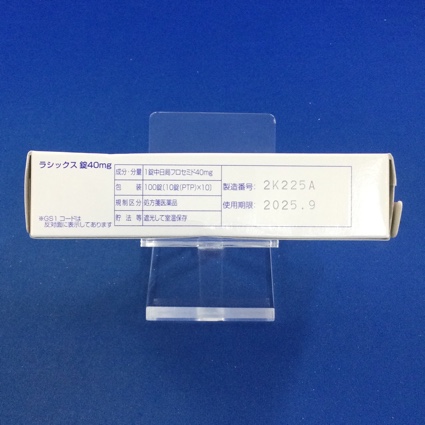 ラシックス 錠40mg
成分・分量 1錠中日局フロセミド40mg
包　装 100錠(10錠(PTP)×10)
規制区分 処方箋医薬品
貯 法 等 遮光して室温保存
※GS1 コードは
反対面に表示してあります
製造番号: 2K225A
使用期限: 2025.9